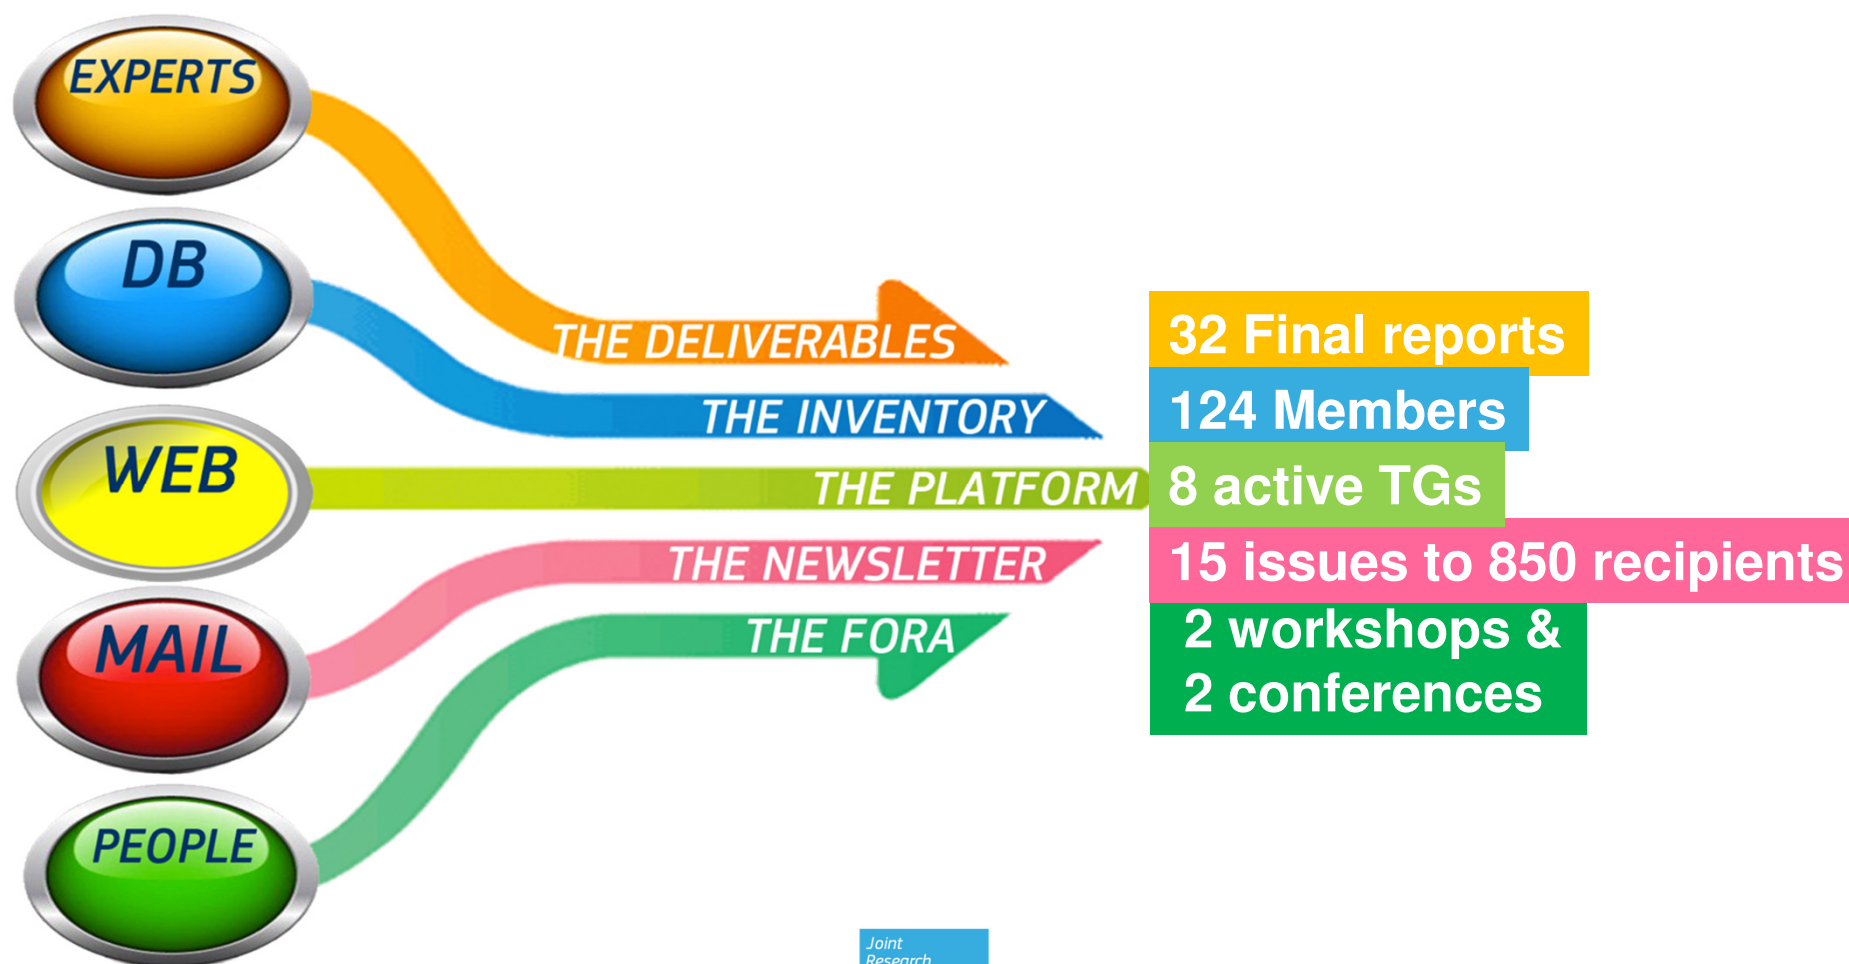 EXPERTS
DB
WEB
MAIL
PEOPLE
THE DELIVERABLES
THE INVENTORY
THE PLATFORM
THE NEWSLETTER
THE FORA
32 Final reports
124 Members
8 active TGs
15 issues to 850 recipients
2 workshops &
2 conferences
Joint
Research